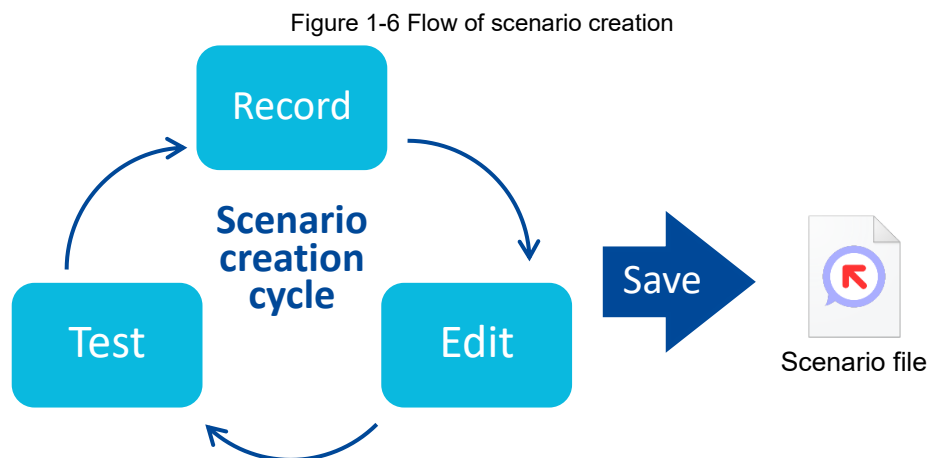 Figure 1-6 Flow of scenario creation
Record
Scenario
creation
cycle
Test
Edit
Save
Scenario file